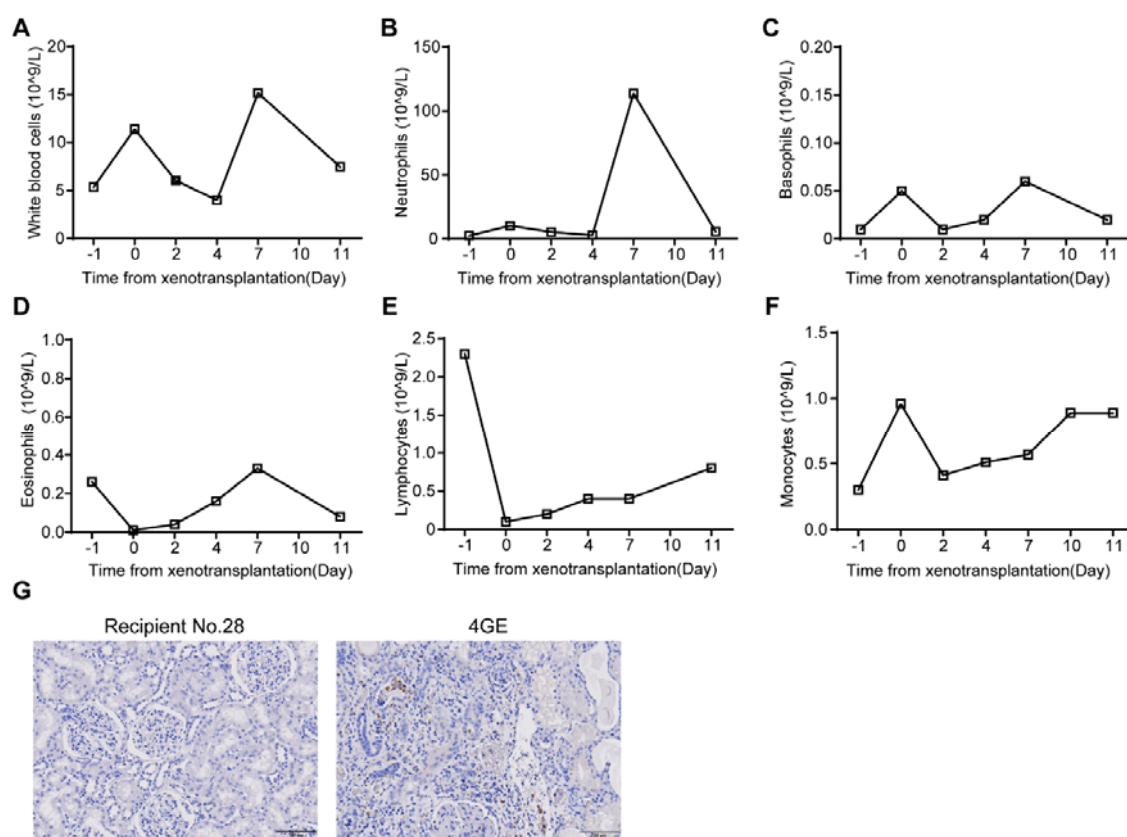 A
White blood cells (10^9/L)
20
15
10
5
0
-1 0 2 4 7 10 11
Time from xenotransplantation(Day)
B
Neutrophils (10^9/L)
150
100
50
0
-1 0 2 4 7 10 11
Time from xenotransplantation(Day)
C
Basophils (10^9/L)
0.20
0.15
0.10
0.05
0
-1 0 2 4 7 10 11
Time from xenotransplantation(Day)
D
Eosinophils (10^9/L)
1.0
0.8
0.6
0.4
0.2
0.0
-1 0 2 4 7 10 11
Time from xenotransplantation(Day)
E
Lymphocytes (10^9/L)
2.5
2.0
1.5
1.0
0.5
0
-1 0 2 4 7 10 11
Time from xenotransplantation(Day)
F
Monocytes (10^9/L)
1.5
1.0
0.5
0.0
-1 0 2 4 7 10 11
Time from xenotransplantation(Day)
G
Recipient No.28
4GE